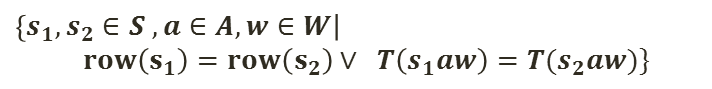 {s₁, s₂ ∈ S , a ∈ A, w ∈ W|
row(s₁) = row(s₂) ∨ T(s₁aw) = T(s₂aw)}